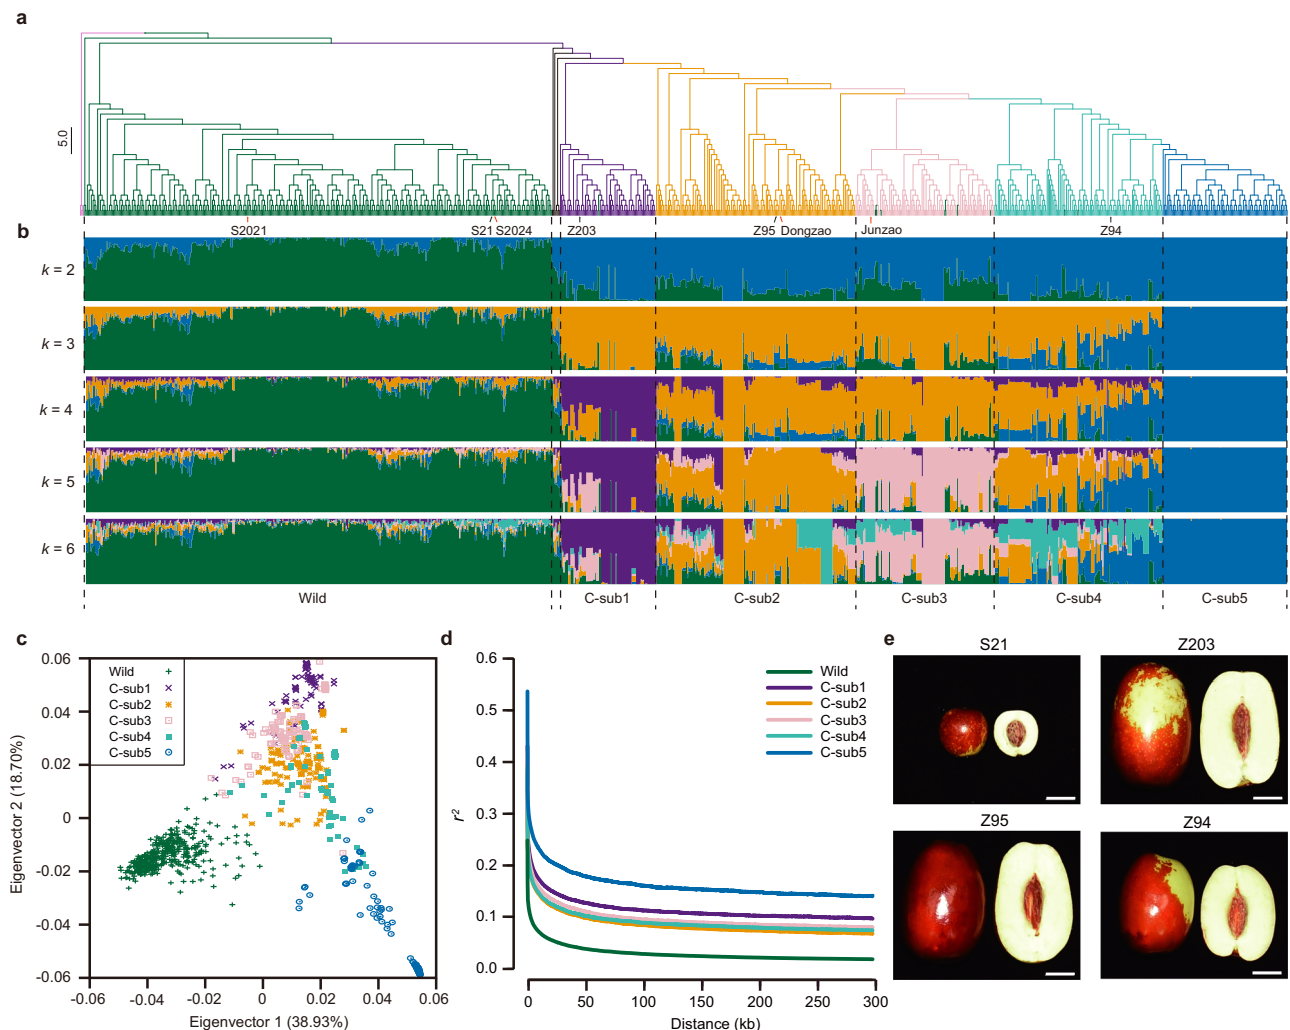 a
5.0
S2021
S21 S2024
Z203
Z95 Dongzao
Junzao
Z94
b
k = 2
k = 3
k = 4
k = 5
k = 6
Wild
C-sub1
C-sub2
C-sub3
C-sub4
C-sub5
c
Eigenvector 2 (18.70%)
0.06
0.04
0.02
0
-0.02
-0.04
-0.06
Wild
C-sub1
C-sub2
C-sub3
C-sub4
C-sub5
-0.06
-0.04
-0.02
0
0.02
0.04
0.06
Eigenvector 1 (38.93%)
d
r²
0.6
0.5
0.4
0.3
0.2
0.1
0.0
Wild
C-sub1
C-sub2
C-sub3
C-sub4
C-sub5
0
50
100
150
200
250
300
Distance (kb)
e
S21
Z203
Z95
Z94